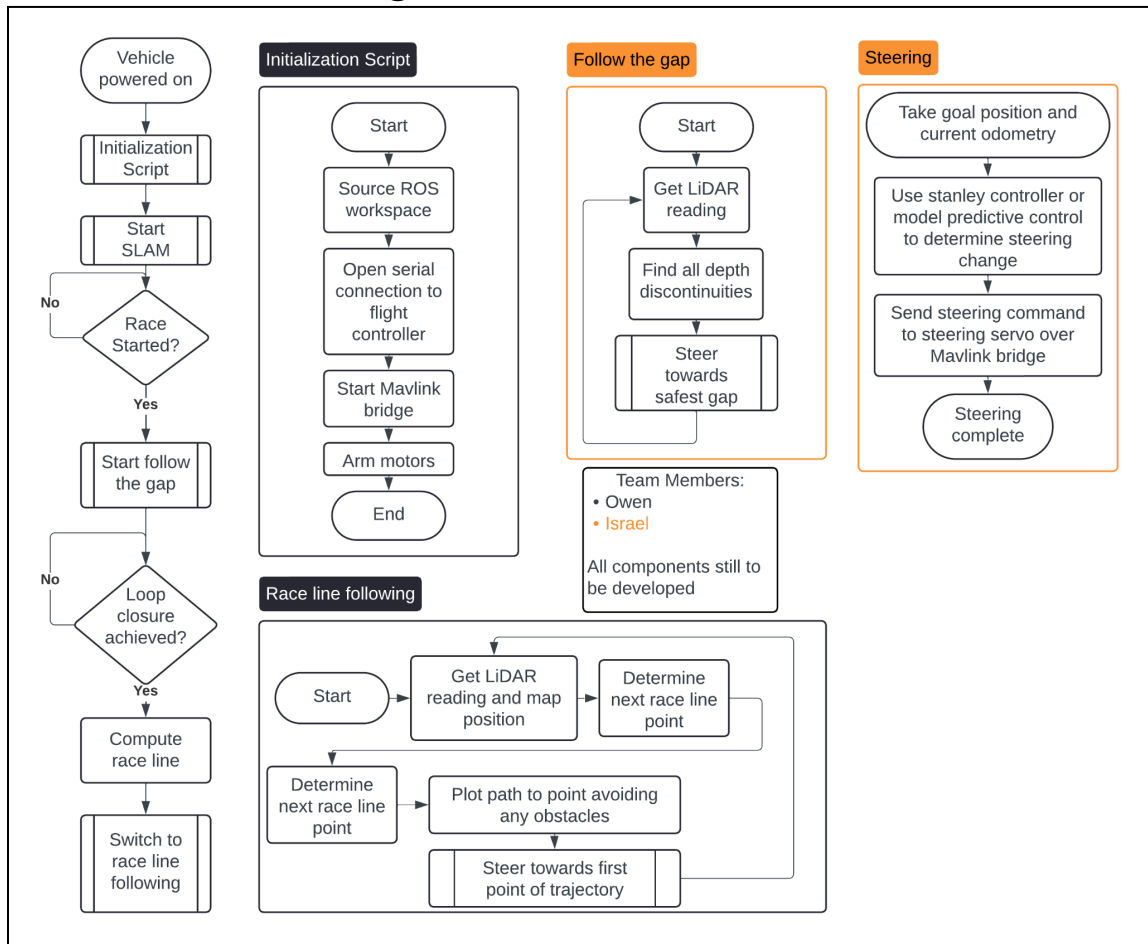 Vehicle
powered on
Initialization
Script
Start
SLAM
No
Race
Started?
Yes
Start follow
the gap
No
Loop
closure
achieved?
Yes
Compute
race line
Switch to
race line
following
Initialization Script
Start
Source ROS
workspace
Open serial
connection to
flight
controller
Start Mavlink
bridge
Arm motors
End
Follow the gap
Start
Get LiDAR
reading
Find all depth
discontinuities
Steer
towards
safest gap
Steering
Take goal position and
current odometry
Use stanley controller or
model predictive control
to determine steering
change
Send steering command
to steering servo over
Mavlink bridge
Steering
complete
Team Members:
• Owen
• Israel
All components still to
be developed
Race line following
Start
Get LiDAR
reading and map
position
Determine
next race line
point
Determine
next race line
point
Plot path to point avoiding
any obstacles
Steer towards first
point of trajectory